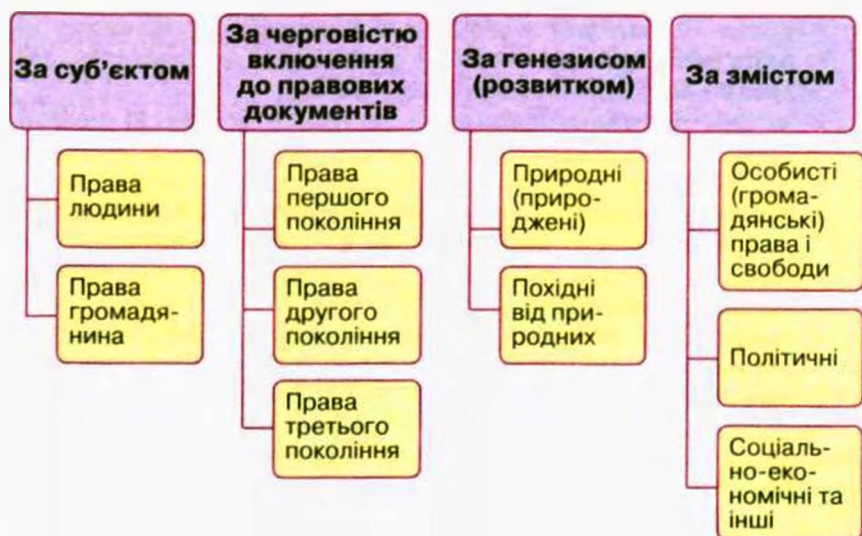 За суб’єктом
Права
людини
Права
громадя-
нина
За черговістю
включення
до правових
документів
Права
першого
покоління
Права
другого
покоління
Права
третього
покоління
За генезисом
(розвитком)
Природні
(приро-
джені)
Похідні
від при-
родних
За змістом
Особисті
(грома-
дянські)
права і
свободи
Політичні
Соціаль-
но-еко-
номічні та
інші